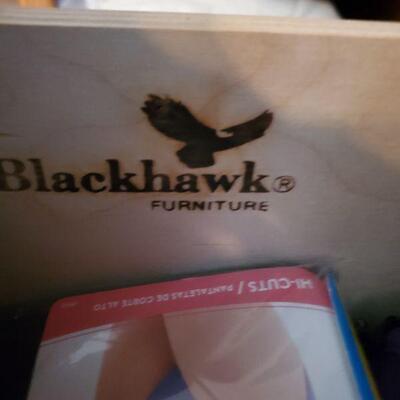 Blackhawk®
FURNITURE
HI-CUTS / PANTALETAS DE CORTE ALTO